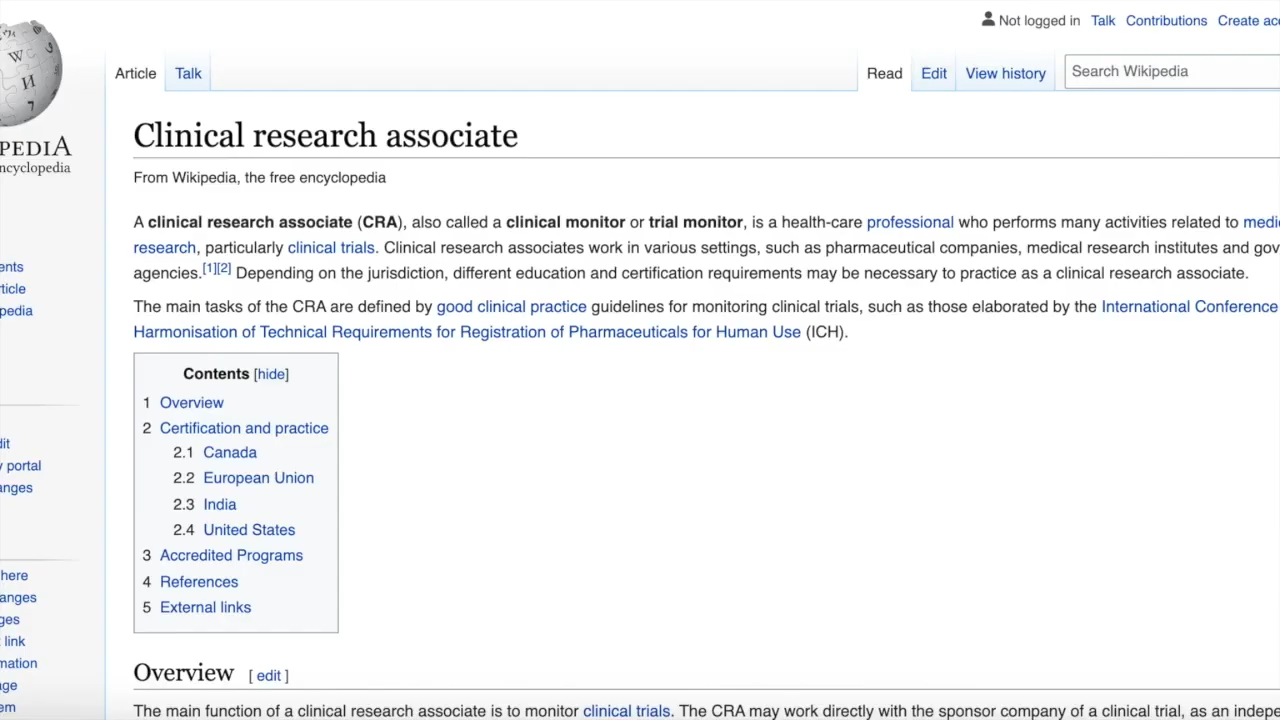 Not logged in Talk Contributions Create
Article Talk Read Edit View history Search Wikipedia
Clinical research associate
From Wikipedia, the free encyclopedia
A clinical research associate (CRA), also called a clinical monitor or trial monitor, is a health-care professional who performs many activities related to
research, particularly clinical trials. Clinical research associates work in various settings, such as pharmaceutical companies, medical research institutes and
agencies.[1][2] Depending on the jurisdiction, different education and certification requirements may be necessary to practice as a clinical research associate.
The main tasks of the CRA are defined by good clinical practice guidelines for monitoring clinical trials, such as those elaborated by the International Conference
Harmonisation of Technical Requirements for Registration of Pharmaceuticals for Human Use (ICH).
Contents [hide]
1 Overview
2 Certification and practice
2.1 Canada
2.2 European Union
2.3 India
2.4 United States
3 Accredited Programs
4 References
5 External links
Overview [ edit ]
The main function of a clinical research associate is to monitor clinical trials. The CRA may work directly with the sponsor company of a clinical trial, as an
portal
link